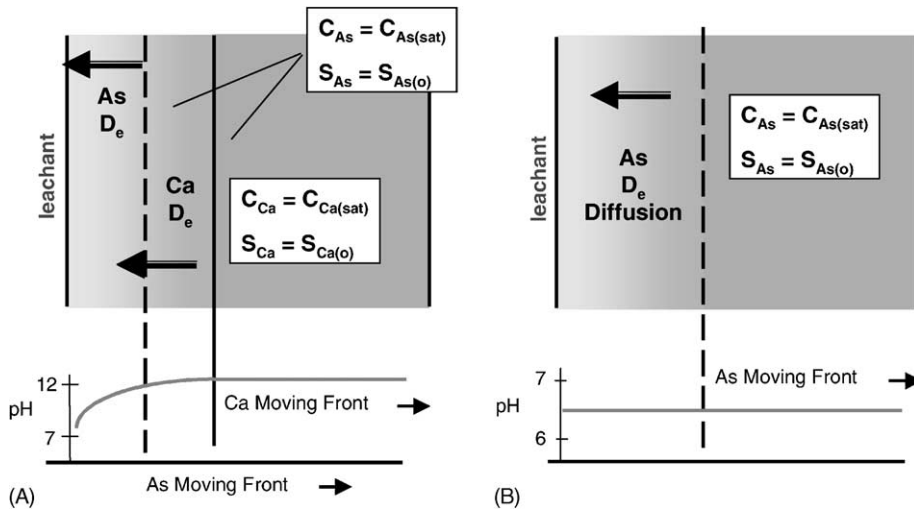 C_As = C_As(sat)
S_As = S_As(o)
As
D_e
leachant
Ca
D_e
C_Ca = C_Ca(sat)
S_Ca = S_Ca(o)
12
pH
7
Ca Moving Front
As Moving Front
(A)
C_As = C_As(sat)
S_As = S_As(o)
leachant
As
D_e
Diffusion
7
As Moving Front
pH
6
(B)